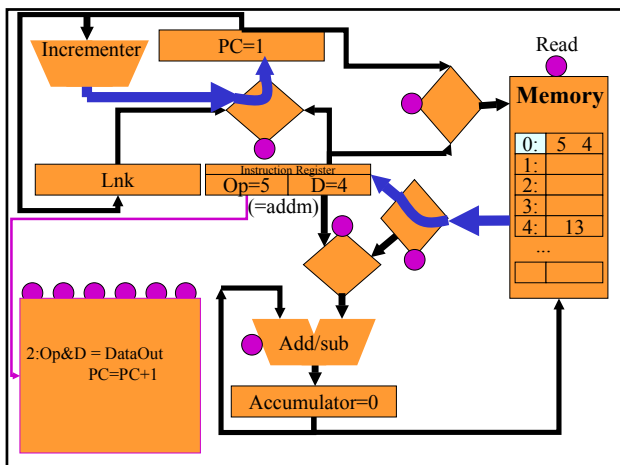 Incrementer
PC=1
Read
Memory
0: 5 4
1:
2:
3:
4: 13
...
Lnk
Instruction Register
Op=5 D=4
(=addm)
2:Op&D = DataOut
PC=PC+1
Add/sub
Accumulator=0